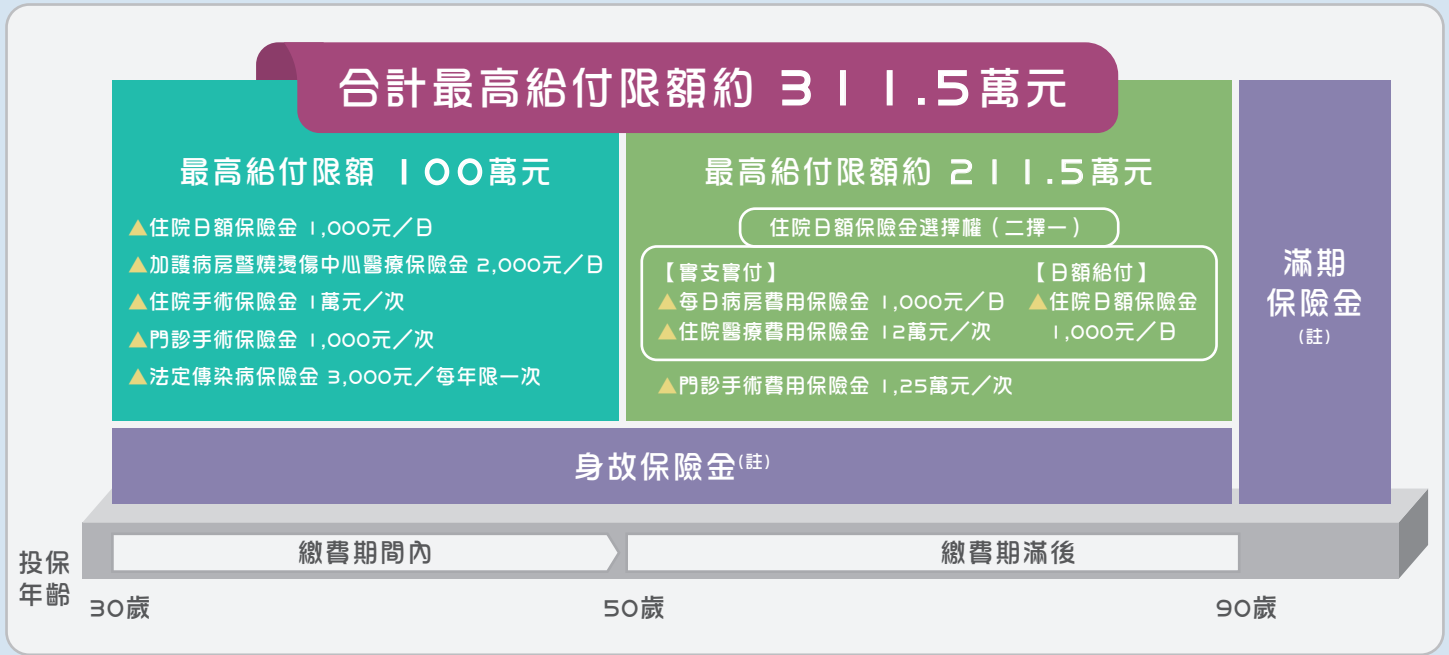 合計最高給付限額約 311.5萬元
最高給付限額 100萬元
▲住院日額保險金 1,000元／日
▲加護病房暨燒燙傷中心醫療保險金 2,000元／日
▲住院手術保險金 1萬元／次
▲門診手術保險金 1,000元／次
▲法定傳染病保險金 3,000元／每年限一次
最高給付限額約 211.5萬元
住院日額保險金選擇權（二擇一）
【實支實付】
▲每日病房費用保險金 1,000元／日
▲住院醫療費用保險金 12萬元／次
【日額給付】
▲住院日額保險金
1,000元／日
▲門診手術費用保險金 1,25萬元／次
滿期
保險金
(註)
身故保險金(註)
繳費期間內
繳費期滿後
投保
年齡
30歲
50歲
90歲